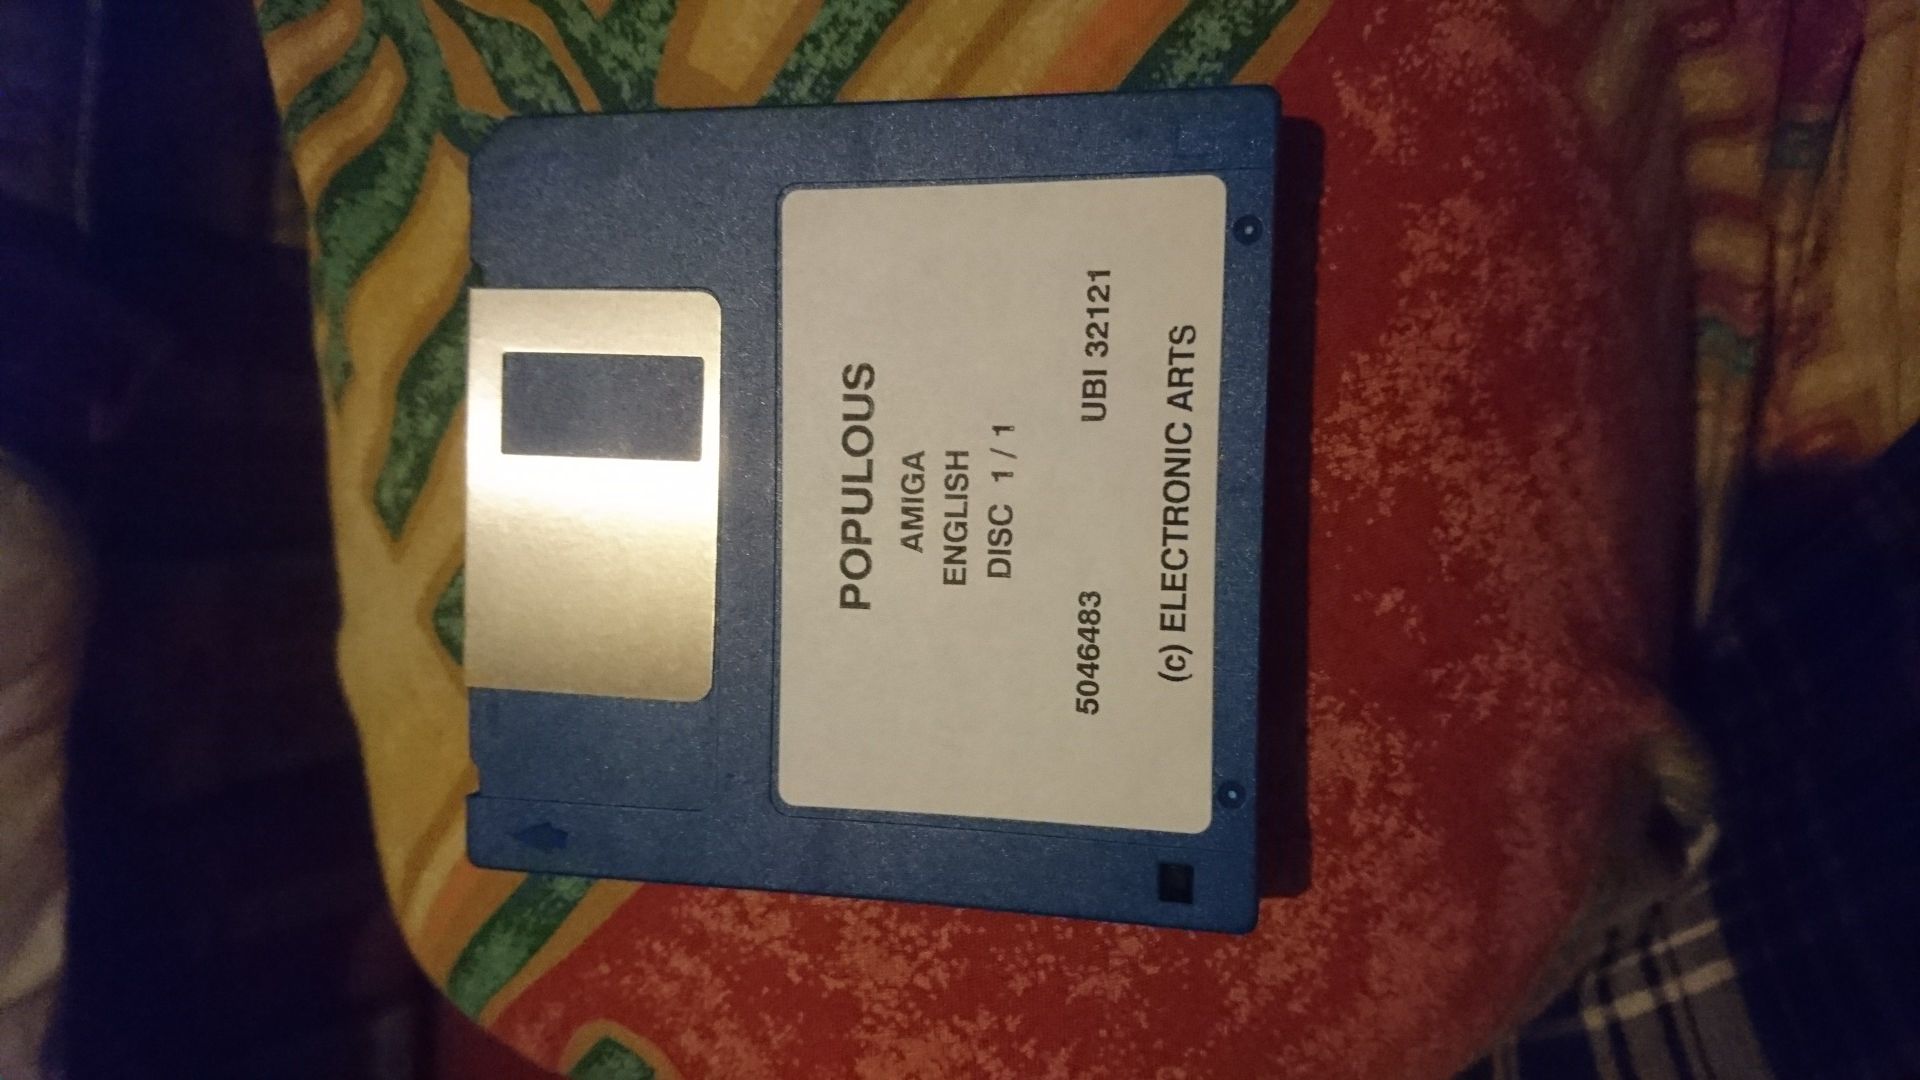 POPULOUS
AMIGA
ENGLISH
DISC 1/1
5046483 UBI 32121
(c) ELECTRONIC ARTS